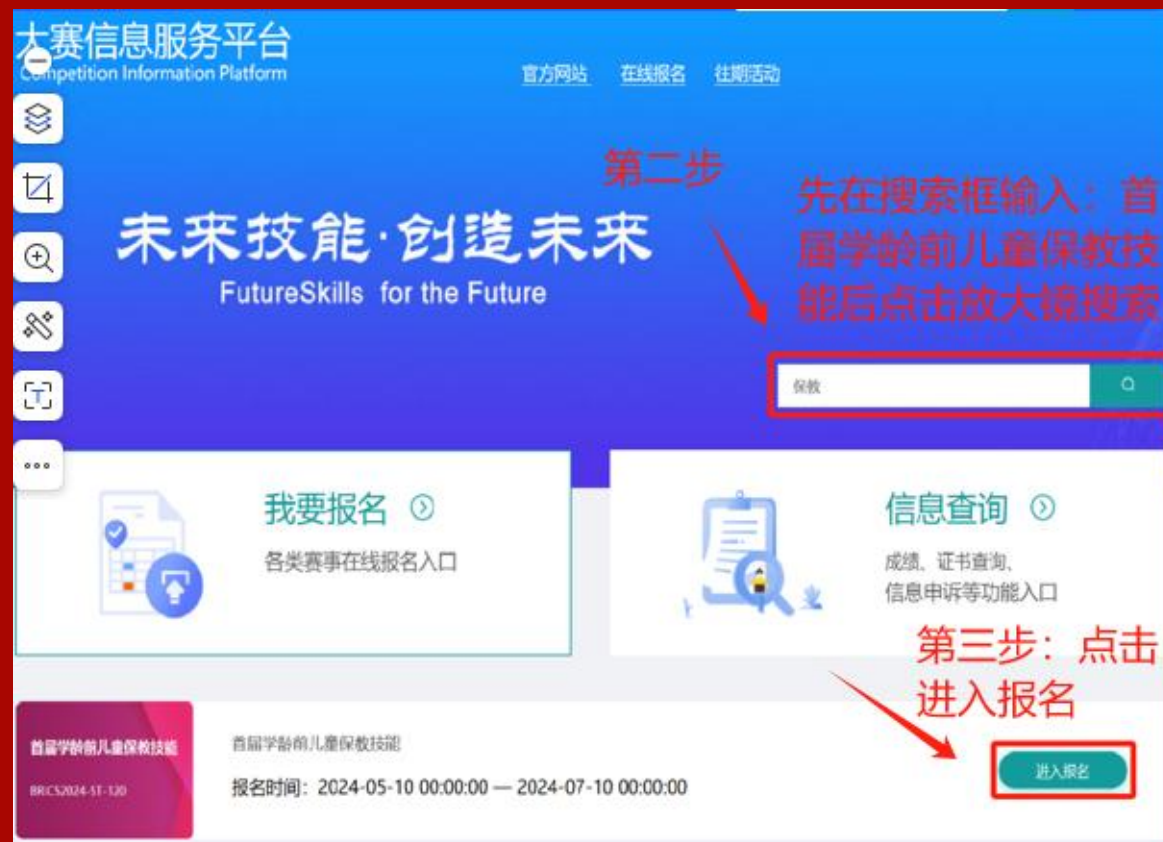 大赛信息服务平台
Competition Information Platform
官方网站 在线报名 往期活动
第二步
先在搜索框输入：首
届学龄前儿童保教技
能后点击放大镜搜索
未来技能·创造未来
FutureSkills for the Future
保教
我要报名
各类赛事在线报名入口
信息查询
成绩、证书查询、
信息申诉等功能入口
第三步：点击
进入报名
首届学龄前儿童保教技能
BRICS2024-ST-120
首届学龄前儿童保教技能
报名时间：2024-05-10 00:00:00 — 2024-07-10 00:00:00
进入报名